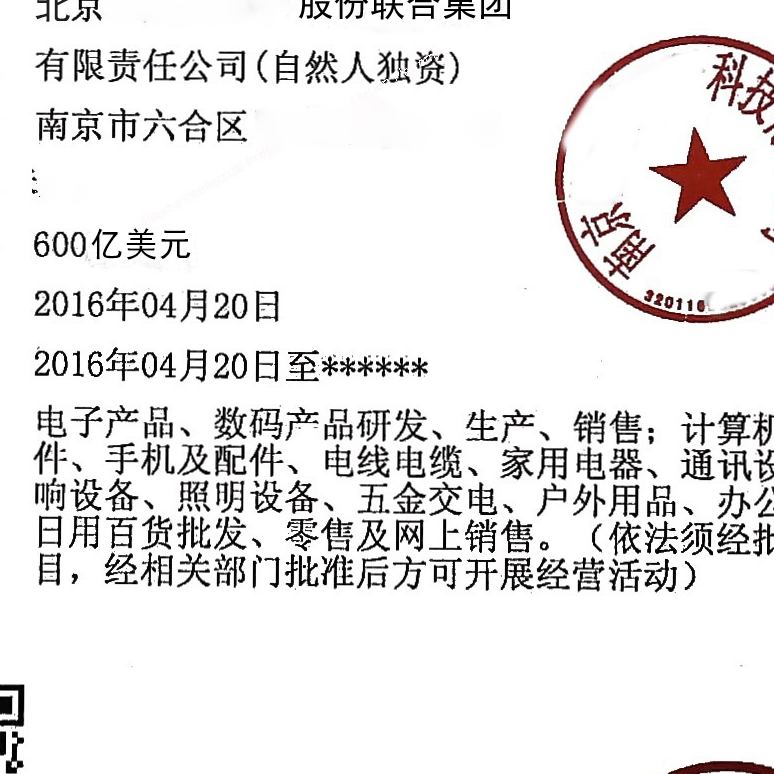 北京 股份联合集团
有限责任公司(自然人独资)
南京市六合区
600亿美元
2016年04月20日
2016年04月20日至******
电子产品、数码产品研发、生产、销售；计算机
件、手机及配件、电线电缆、家用电器、通讯设
响设备、照明设备、五金交电、户外用品、办公
日用百货批发、零售及网上销售。（依法须经批
目，经相关部门批准后方可开展经营活动）
南京
科技
320116